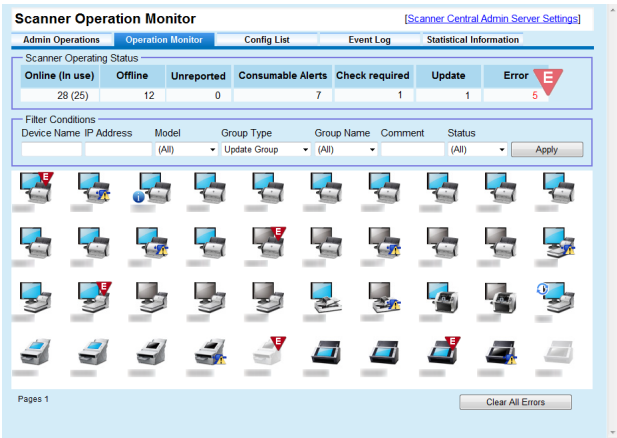 Scanner Operation Monitor
[Scanner Central Admin Server Settings]
Admin Operations Operation Monitor Config List Event Log Statistical Information
Scanner Operating Status
Online (In use) Offline Unreported Consumable Alerts Check required Update Error E
28 (25) 12 0 7 1 1 5
Filter Conditions
Device Name IP Address Model Group Type Group Name Comment Status
(All) Update Group (All) (All) Apply
E
i
E
E
E
E
Pages 1
Clear All Errors